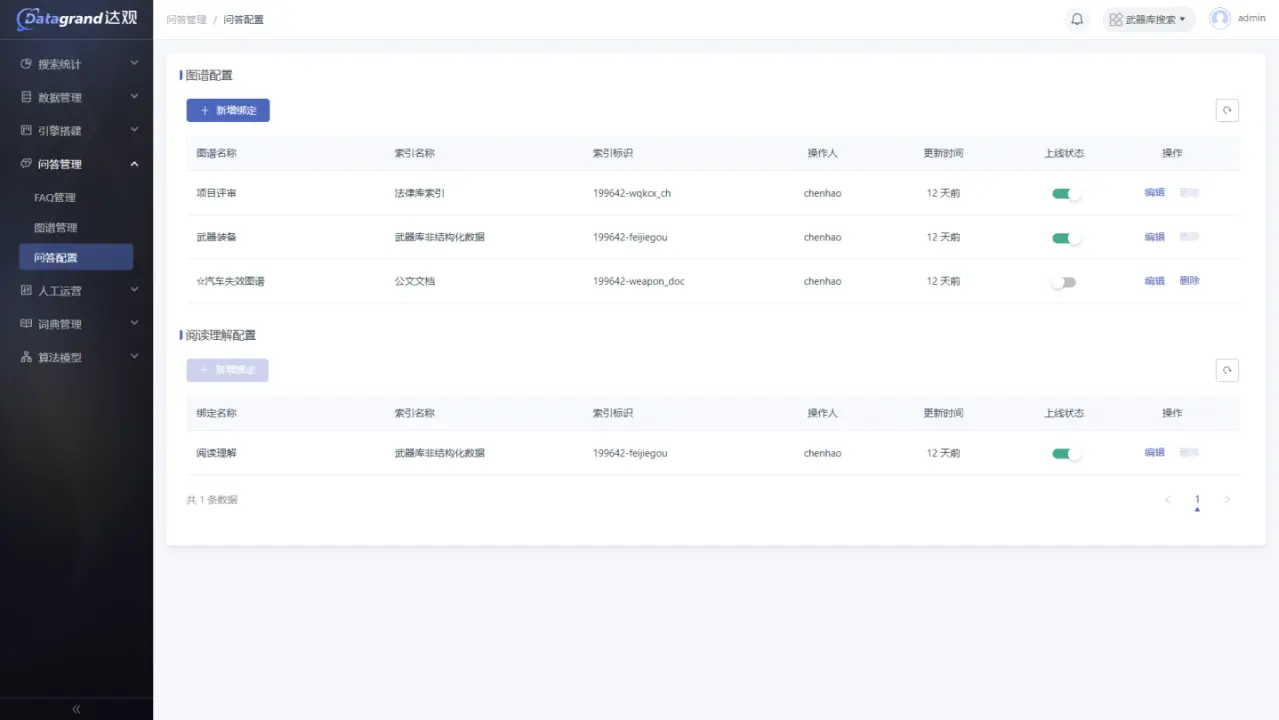 Datagrand达观
问答管理 / 问答配置
武器库搜索
admin
搜索统计
数据管理
引擎搭建
问答管理
FAQ管理
图谱管理
问答配置
人工运营
词典管理
算法模型
图谱配置
+ 新增绑定
图谱名称 索引名称 索引标识 操作人 更新时间 上线状态 操作
项目评审 法律库索引 199642-wqkcx_ch chenhao 12 天前 编辑 删除
武器装备 武器库非结构化数据 199642-feijiegou chenhao 12 天前 编辑 删除
☆汽车失效图谱 公文文档 199642-weapon_doc chenhao 12 天前 编辑 删除
阅读理解配置
+ 新增绑定
绑定名称 索引名称 索引标识 操作人 更新时间 上线状态 操作
阅读理解 武器库非结构化数据 199642-feijiegou chenhao 12 天前 编辑 删除
共 1 条数据
< 1 >